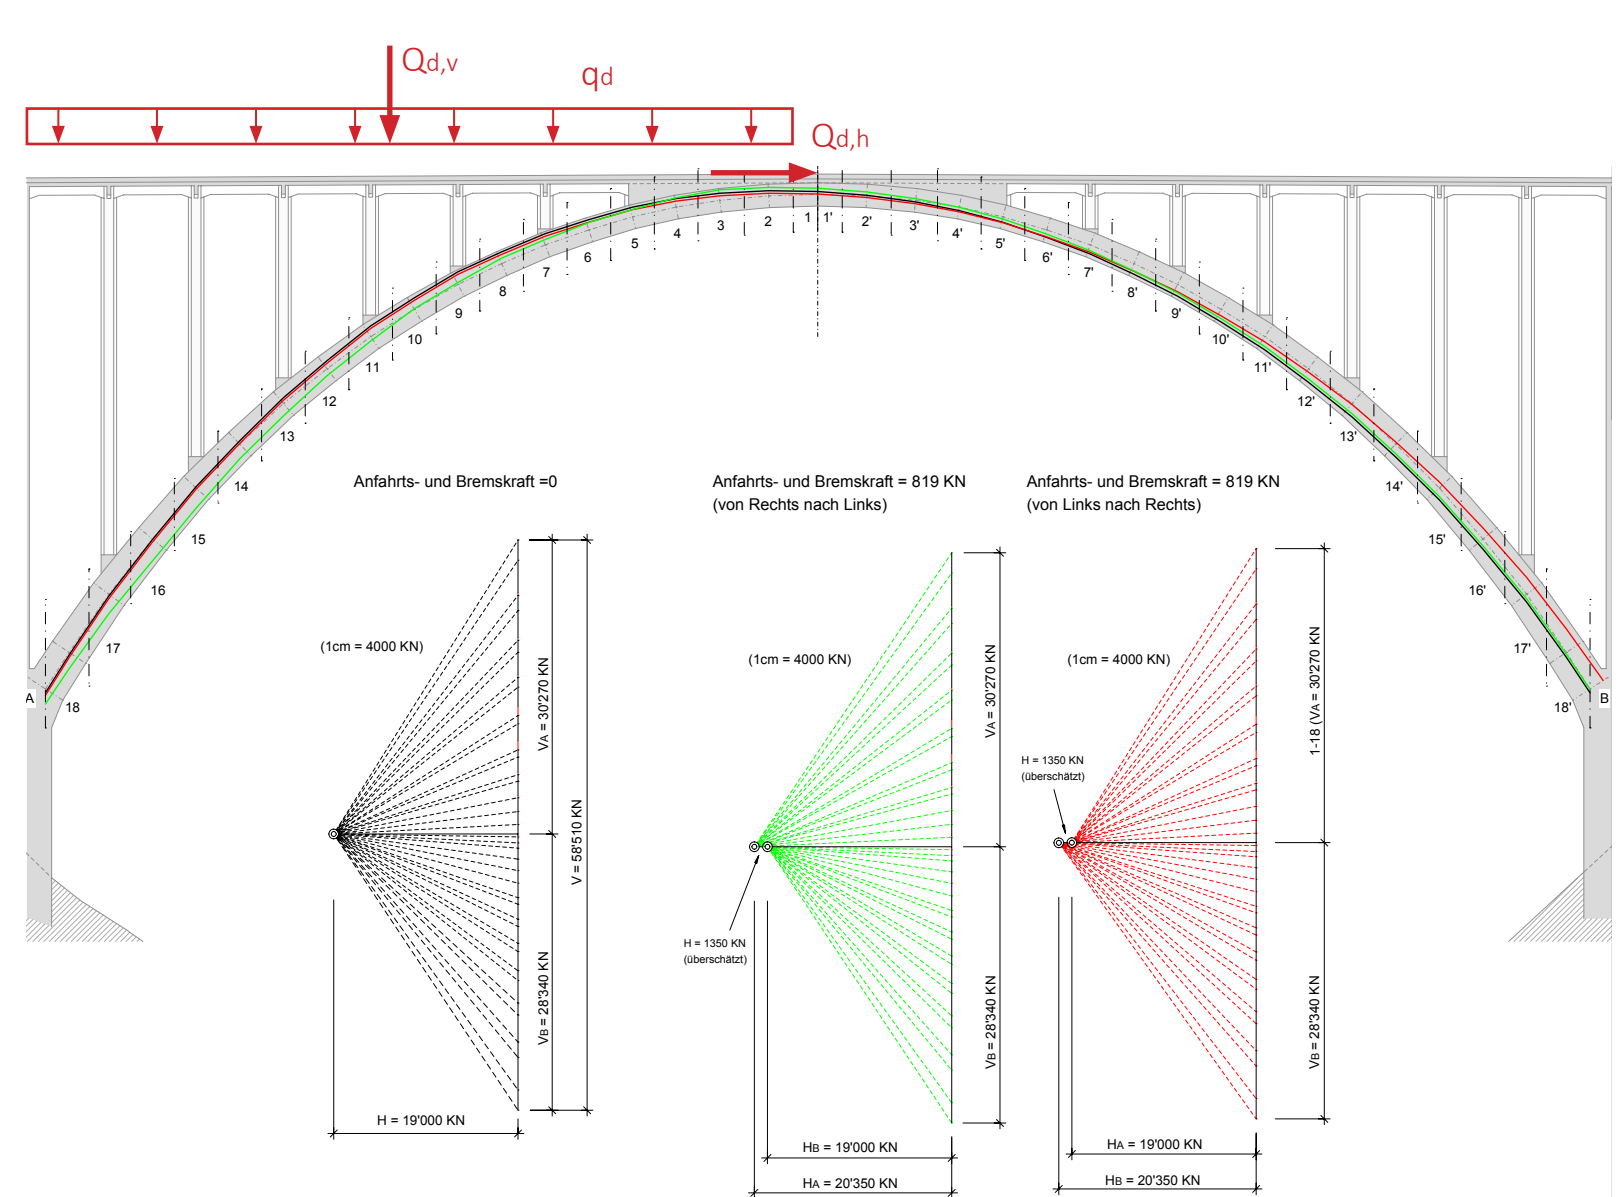 Qd,v
qd
Qd,h
1 1'
2 2'
3 3'
4 4'
5 5'
6 6'
7 7'
8 8'
9 9'
10 10'
11 11'
12 12'
13 13'
14 14'
15 15'
16 16'
17 17'
18 18'
A B
Anfahrts- und Bremskraft =0
(1cm = 4000 KN)
VA = 30'270 KN
V = 58'510 KN
VB = 28'340 KN
H = 19'000 KN
Anfahrts- und Bremskraft = 819 KN
(von Rechts nach Links)
(1cm = 4000 KN)
VA = 30'270 KN
H = 1350 KN
(überschätzt)
VB = 28'340 KN
HB = 19'000 KN
HA = 20'350 KN
Anfahrts- und Bremskraft = 819 KN
(von Links nach Rechts)
(1cm = 4000 KN)
1-18 (VA = 30'270 KN
H = 1350 KN
(überschätzt)
VB = 28'340 KN
HA = 19'000 KN
HB = 20'350 KN